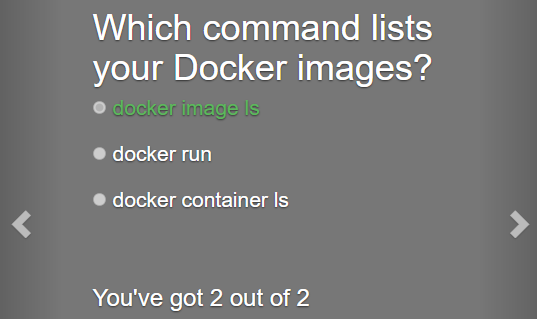 Which command lists
your Docker images?
docker image ls
docker run
docker container ls
You've got 2 out of 2